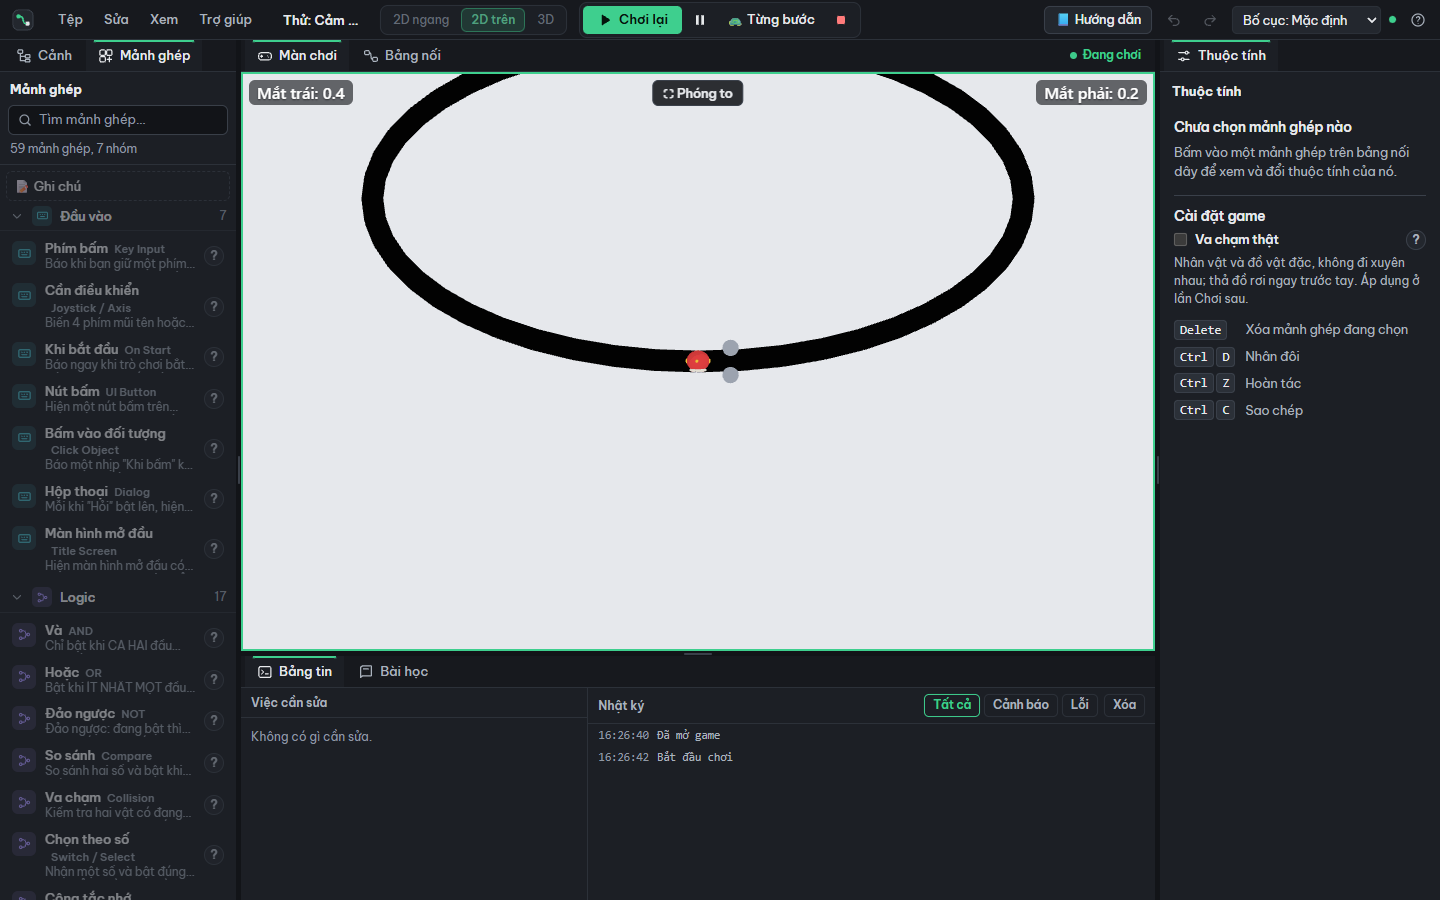 Tệp Sửa Xem Trợ giúp Thử: Cảm ... 2D ngang 2D trên 3D Chơi lại Từng bước Hướng dẫn Bố cục: Mặc định
Cảnh Mảnh ghép
Mảnh ghép
Tìm mảnh ghép...
59 mảnh ghép, 7 nhóm
Ghi chú
Đầu vào 7
Phím bấm Key Input ?
Báo khi bạn giữ một phím...
Cần điều khiển
Joystick / Axis ?
Biến 4 phím mũi tên hoặc...
Khi bắt đầu On Start ?
Báo ngay khi trò chơi bắt...
Nút bấm UI Button ?
Hiện một nút bấm trên...
Bấm vào đối tượng
Click Object ?
Báo một nhịp "Khi bấm" k...
Hộp thoại Dialog ?
Mỗi khi "Hỏi" bật lên, hiện...
Màn hình mở đầu
Title Screen ?
Hiện màn hình mở đầu có...
Logic 17
Và AND ?
Chỉ bật khi CẢ HAI đầu...
Hoặc OR ?
Bật khi ÍT NHẤT MỘT đầu...
Đảo ngược NOT ?
Đảo ngược: đang bật thì...
So sánh Compare ?
So sánh hai số và bật khi...
Va chạm Collision ?
Kiểm tra hai vật có đang...
Chọn theo số
Switch / Select ?
Nhận một số và bật đúng...
Công tắc nhớ
Màn chơi Bảng nối Đang chơi
Mắt trái: 0.4 Phóng to Mắt phải: 0.2
Bảng tin Bài học
Việc cần sửa
Không có gì cần sửa.
Nhật ký Tất cả Cảnh báo Lỗi Xóa
16:26:40 Đã mở game
16:26:42 Bắt đầu chơi
Thuộc tính
Thuộc tính
Chưa chọn mảnh ghép nào
Bấm vào một mảnh ghép trên bảng nối
dây để xem và đổi thuộc tính của nó.
Cài đặt game
Va chạm thật ?
Nhân vật và đồ vật đặc, không đi xuyên
nhau; thả đồ rơi ngay trước tay. Áp dụng ở
lần Chơi sau.
Delete Xóa mảnh ghép đang chọn
Ctrl D Nhân đôi
Ctrl Z Hoàn tác
Ctrl C Sao chép